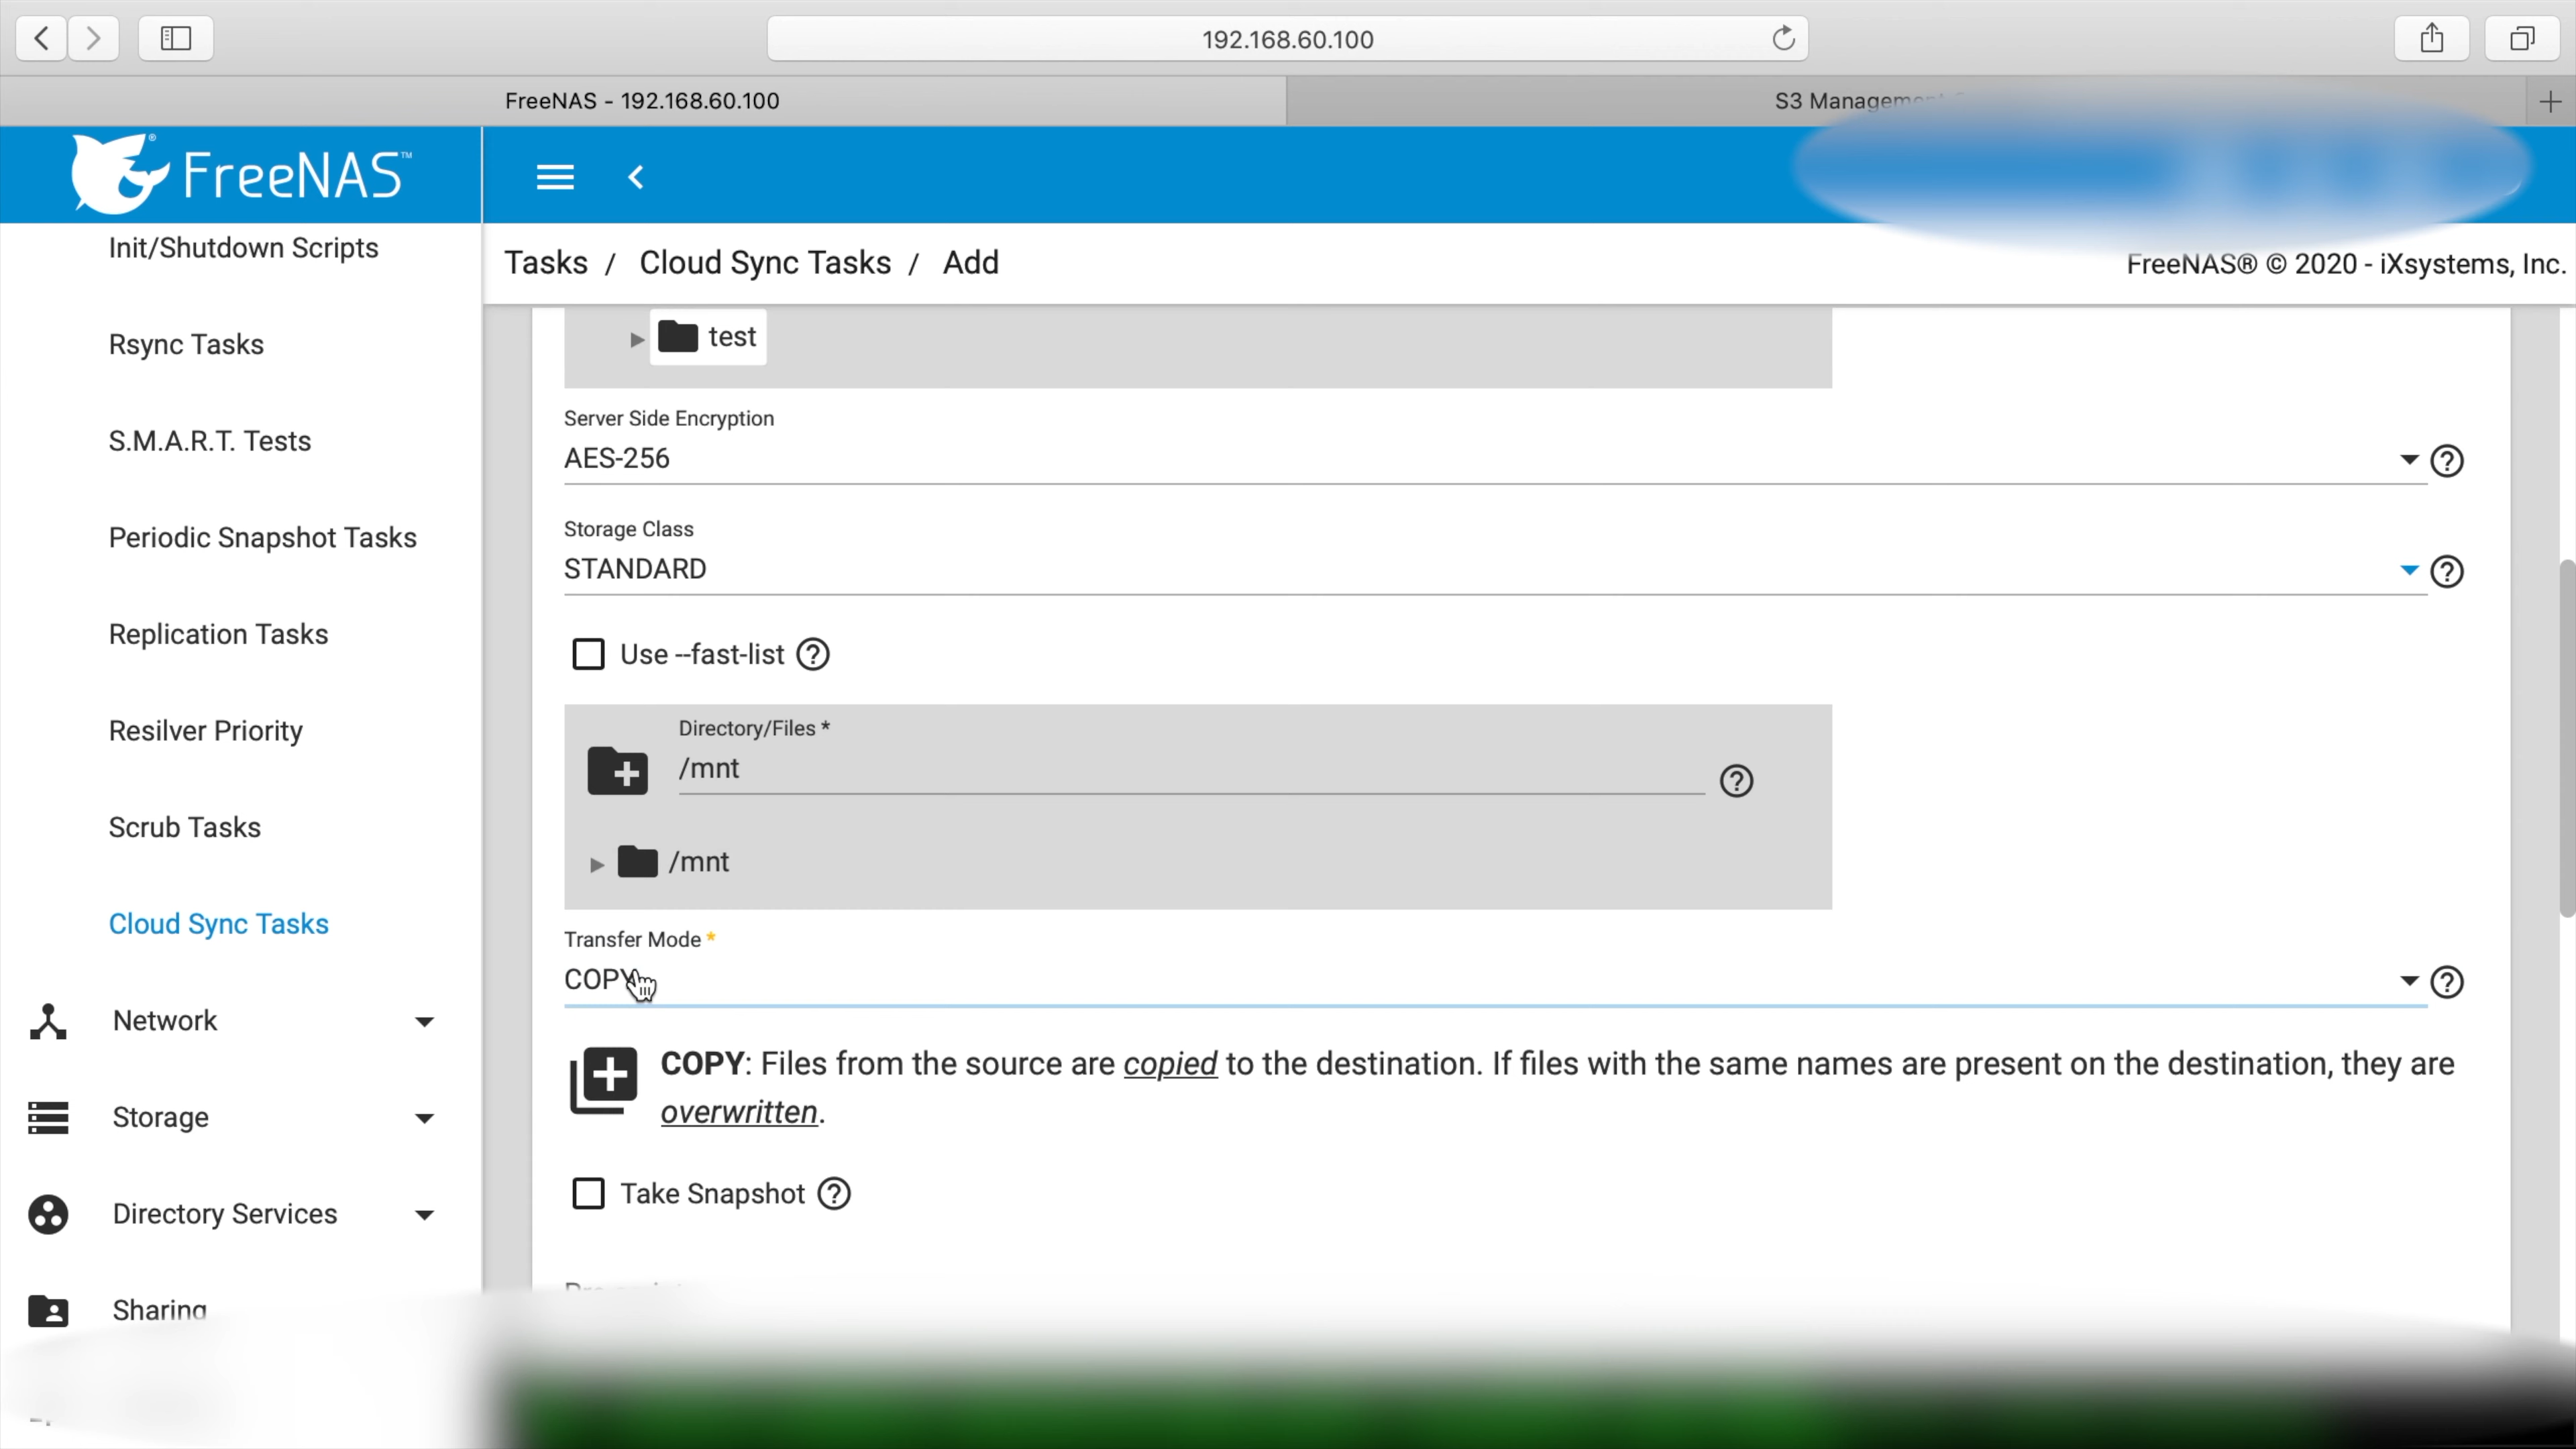 192.168.60.100
FreeNAS - 192.168.60.100
S3 Management
FreeNAS™
Tasks / Cloud Sync Tasks / Add
FreeNAS® © 2020 - iXsystems, Inc.
Init/Shutdown Scripts
Rsync Tasks
S.M.A.R.T. Tests
Periodic Snapshot Tasks
Replication Tasks
Resilver Priority
Scrub Tasks
Cloud Sync Tasks
Network
Storage
Directory Services
Sharing
test
Server Side Encryption
AES-256
Storage Class
STANDARD
Use --fast-list
Directory/Files *
/mnt
/mnt
Transfer Mode *
COPY
COPY: Files from the source are copied to the destination. If files with the same names are present on the destination, they are
overwritten.
Take Snapshot